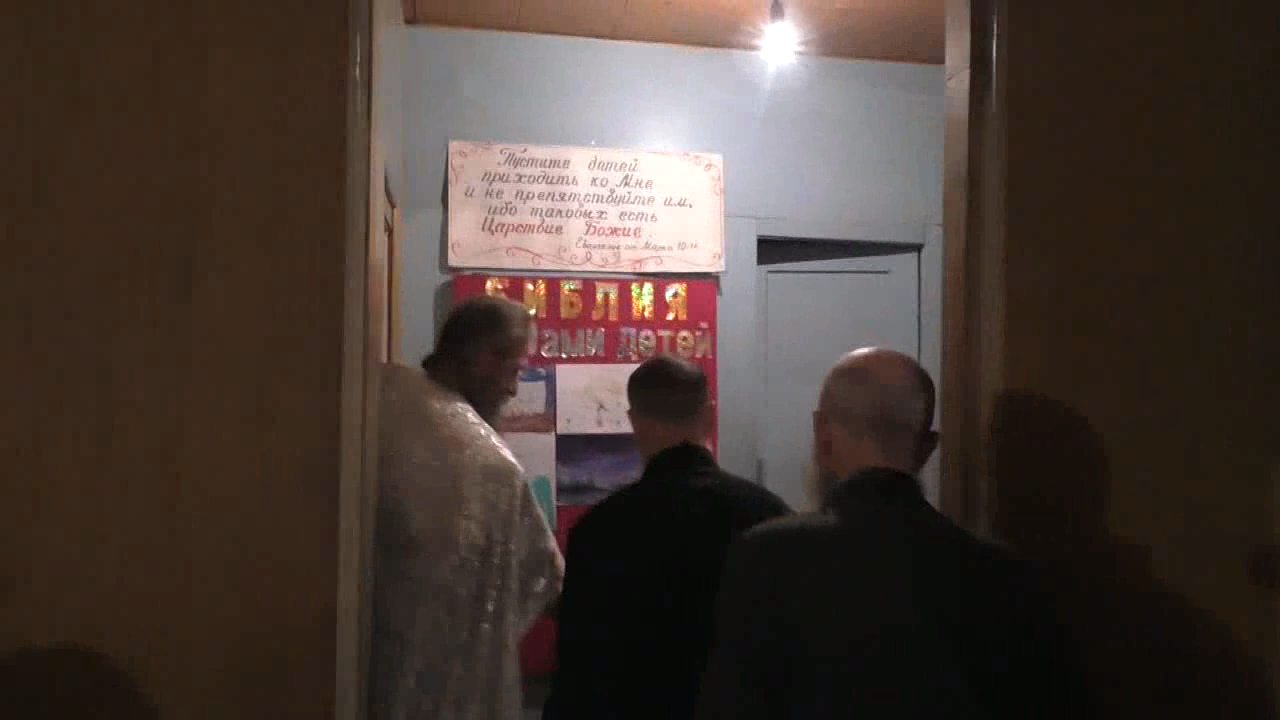 Пустите детей
приходить ко Мне
и не препятствуйте им,
ибо таковых есть
Царствие Божие.
Евангелие от Марка 10:14
БИБЛИЯ
детей